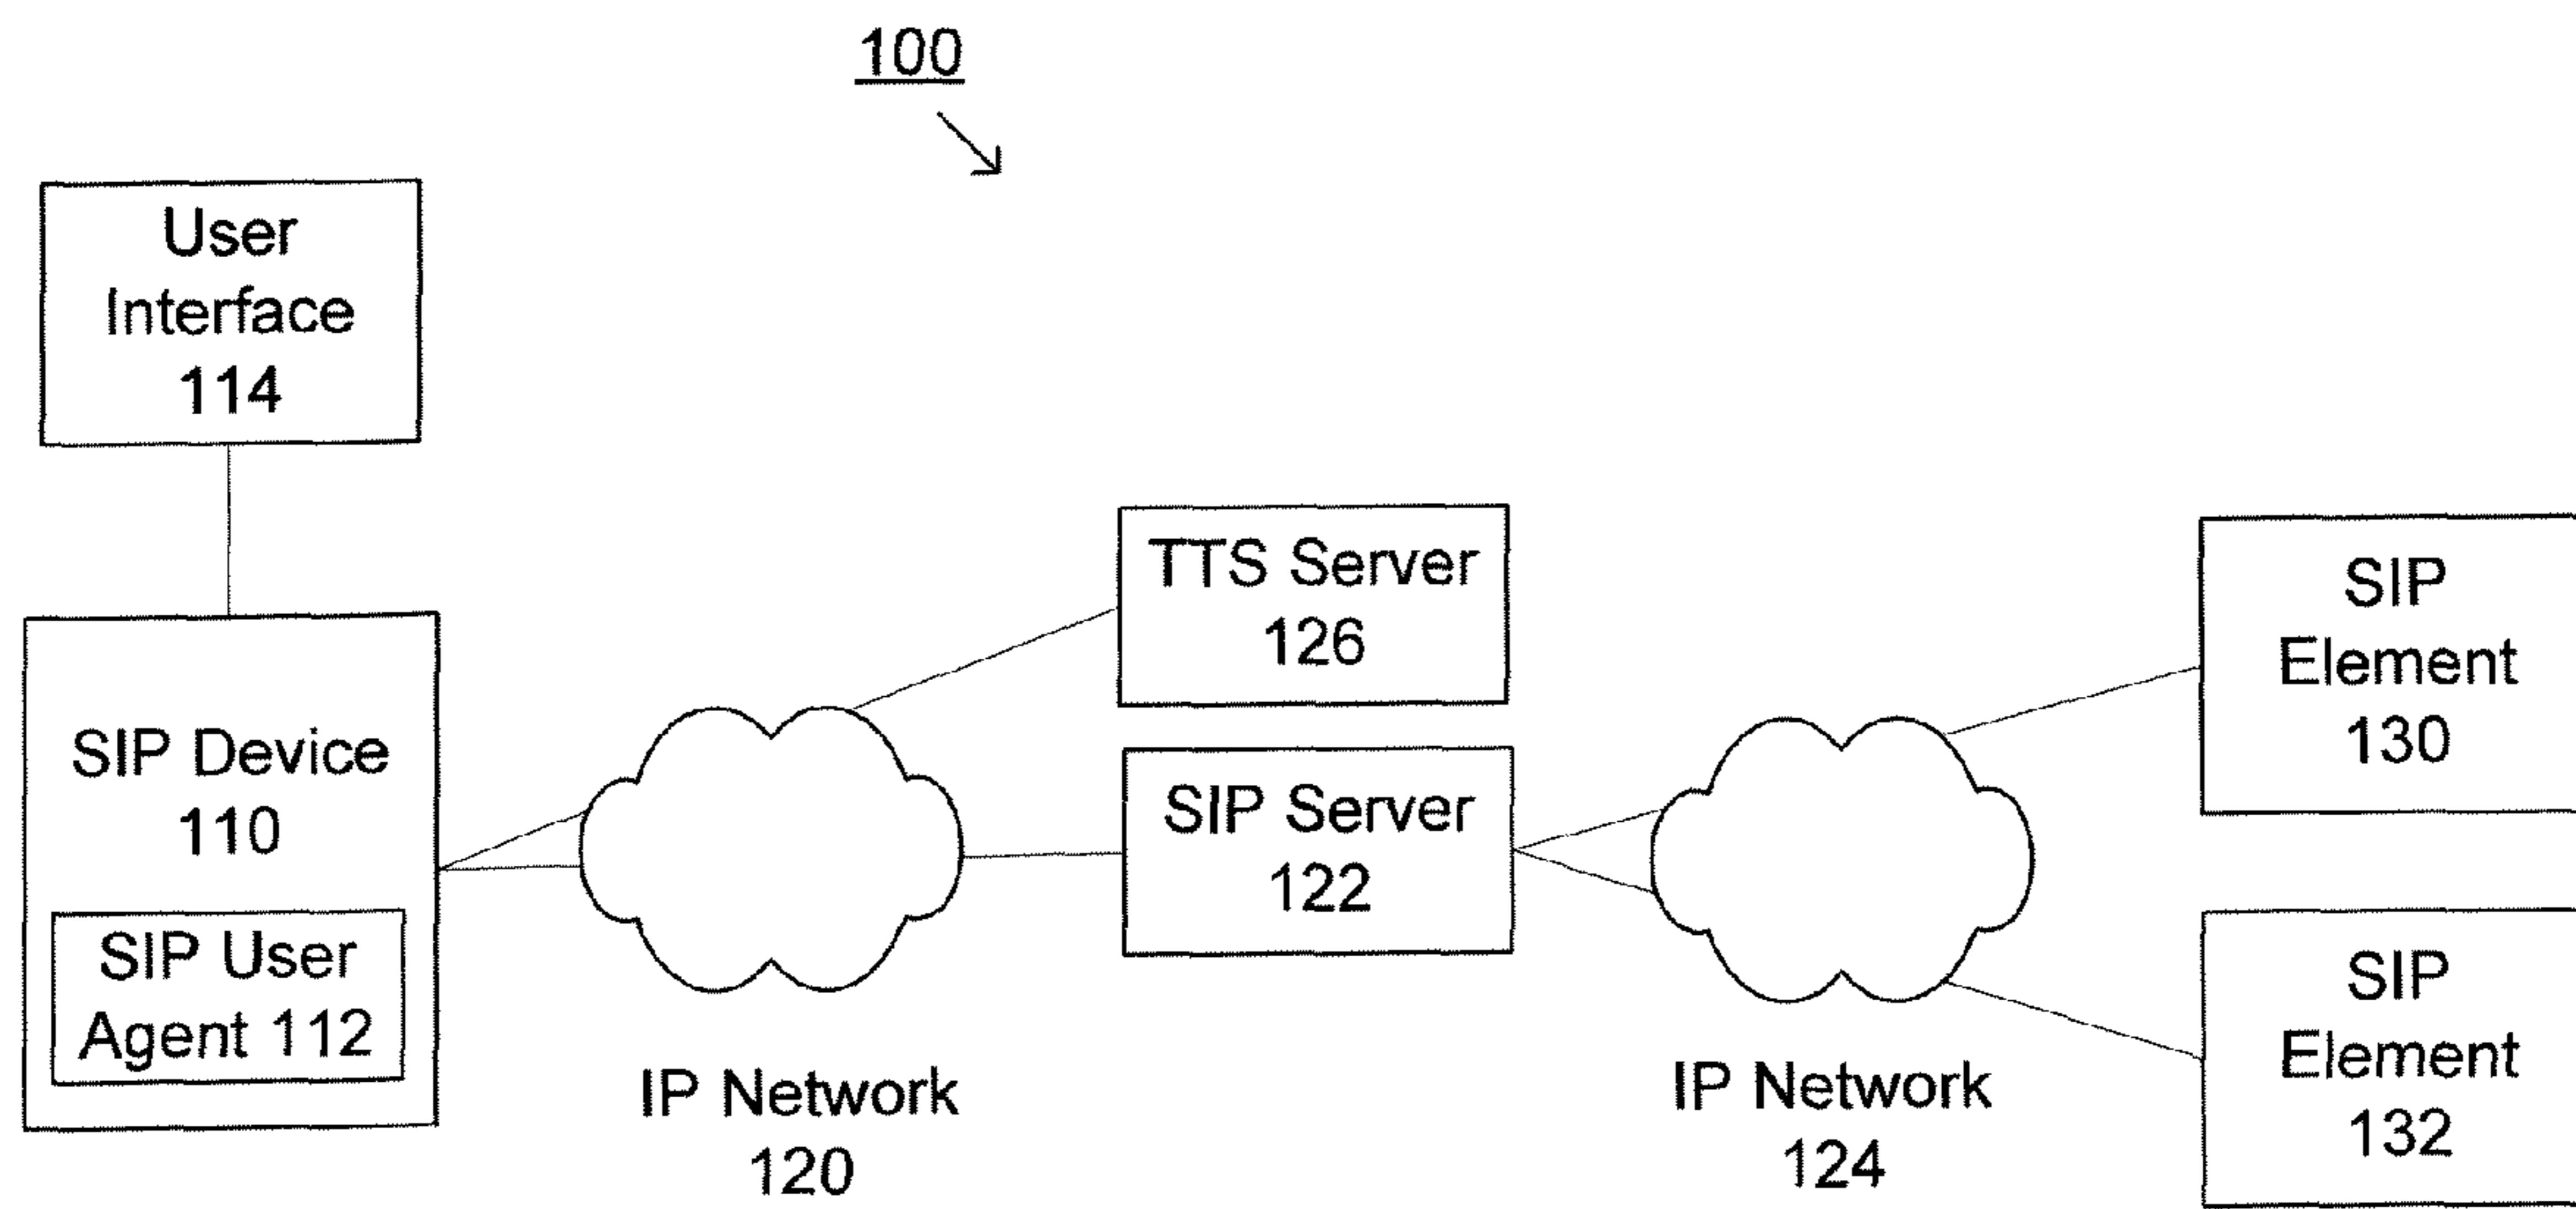 100
User
Interface
114
SIP Device
110
SIP User
Agent 112
IP Network
120
TTS Server
126
SIP Server
122
IP Network
124
SIP
Element
130
SIP
Element
132